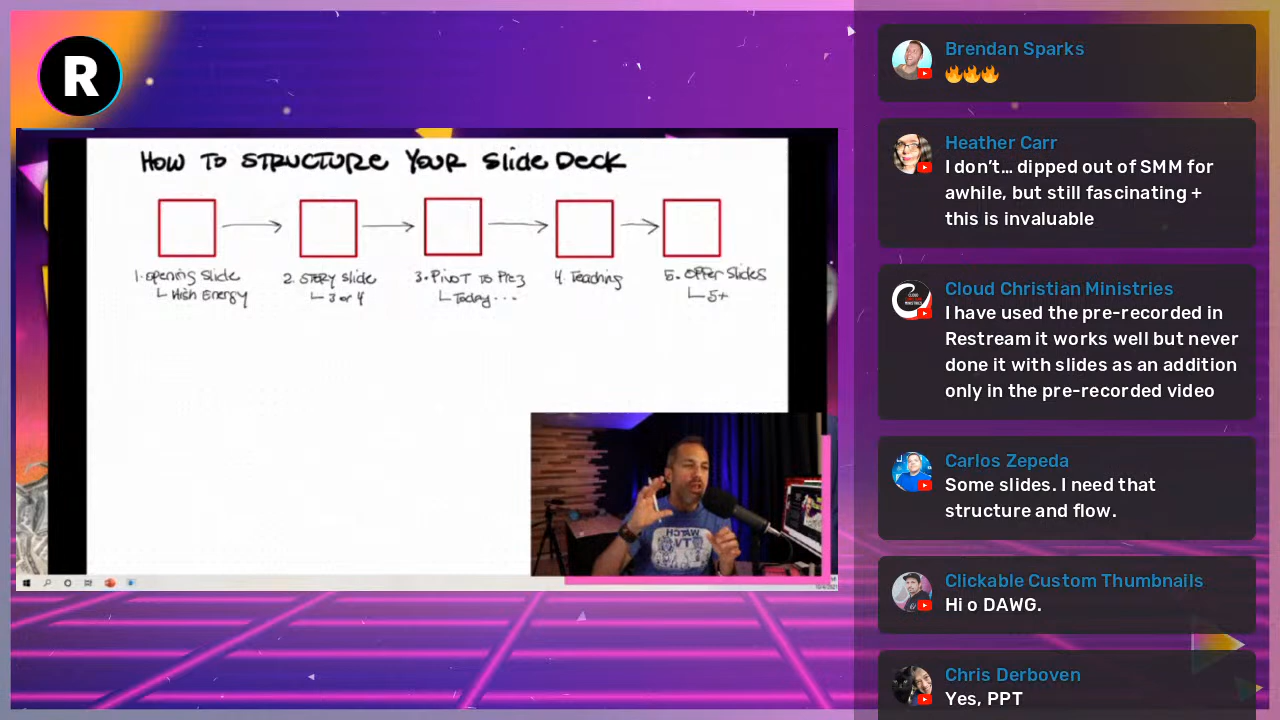 R
HOW TO STRUCTURE YOUR Slide Deck
1. opening Slide
High Energy
2. STORY Slide
3 or 4
3. PivoT to Prez
Today...
4. Teaching
5. Offer Slides
5+
WATCH
TV
Brendan Sparks
🔥🔥🔥
Heather Carr
I don’t… dipped out of SMM for
awhile, but still fascinating +
this is invaluable
Cloud Christian Ministries
I have used the pre-recorded in
Restream it works well but never
done it with slides as an addition
only in the pre-recorded video
Carlos Zepeda
Some slides. I need that
structure and flow.
Clickable Custom Thumbnails
Hi o DAWG.
Chris Derboven
Yes, PPT